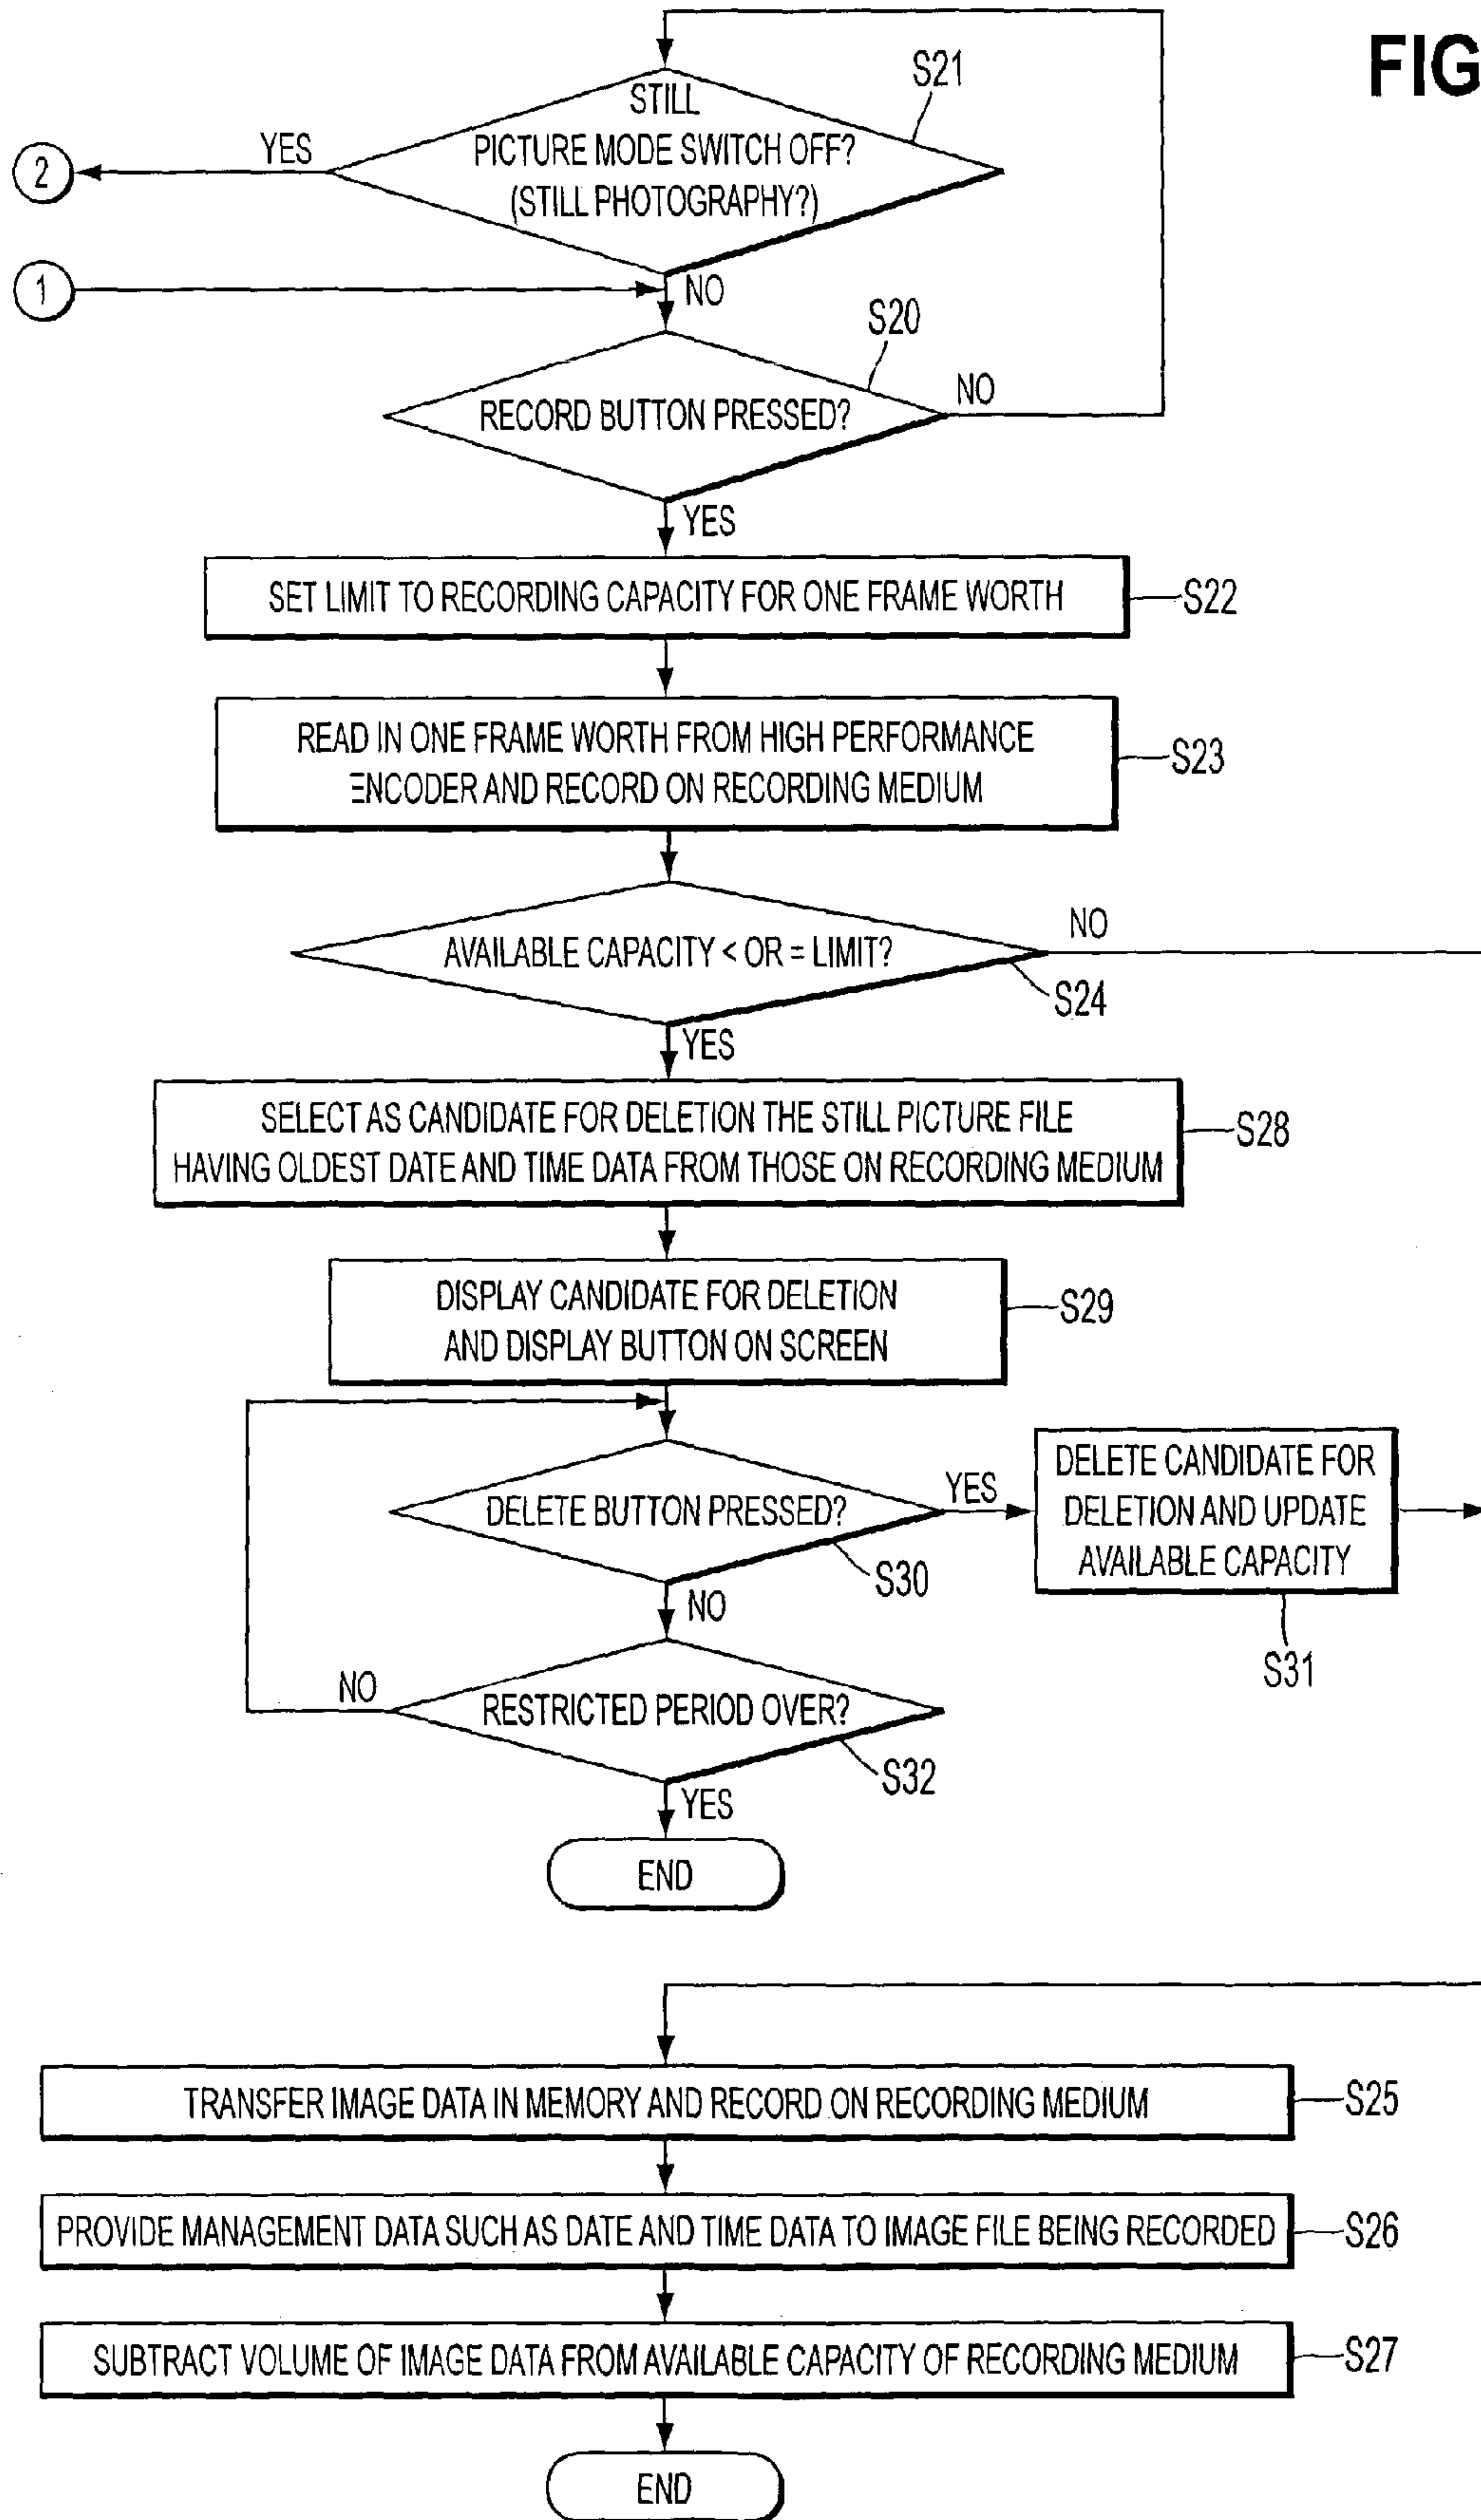 FIG
S21
STILL
PICTURE MODE SWITCH OFF?
(STILL PHOTOGRAPHY?)
YES
2
1
NO
S20
RECORD BUTTON PRESSED?
NO
YES
SET LIMIT TO RECORDING CAPACITY FOR ONE FRAME WORTH
S22
READ IN ONE FRAME WORTH FROM HIGH PERFORMANCE
ENCODER AND RECORD ON RECORDING MEDIUM
S23
NO
AVAILABLE CAPACITY < OR = LIMIT?
S24
YES
SELECT AS CANDIDATE FOR DELETION THE STILL PICTURE FILE
HAVING OLDEST DATE AND TIME DATA FROM THOSE ON RECORDING MEDIUM
S28
DISPLAY CANDIDATE FOR DELETION
AND DISPLAY BUTTON ON SCREEN
S29
DELETE BUTTON PRESSED?
YES
S30
DELETE CANDIDATE FOR
DELETION AND UPDATE
AVAILABLE CAPACITY
S31
NO
NO
RESTRICTED PERIOD OVER?
S32
YES
END
TRANSFER IMAGE DATA IN MEMORY AND RECORD ON RECORDING MEDIUM
S25
PROVIDE MANAGEMENT DATA SUCH AS DATE AND TIME DATA TO IMAGE FILE BEING RECORDED
S26
SUBTRACT VOLUME OF IMAGE DATA FROM AVAILABLE CAPACITY OF RECORDING MEDIUM
S27
END